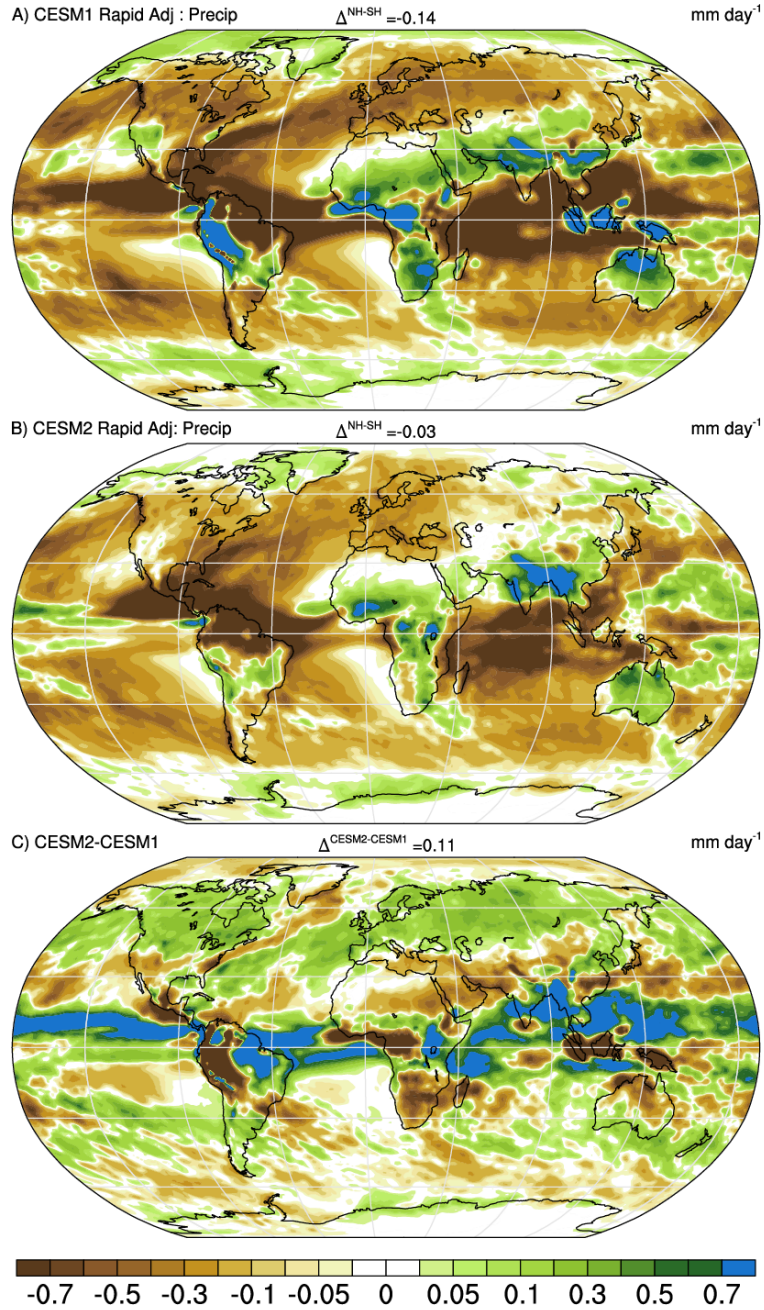 A) CESM1 Rapid Adj : Precip Δ^NH-SH =-0.14 mm day^-1
B) CESM2 Rapid Adj: Precip Δ^NH-SH =-0.03 mm day^-1
C) CESM2-CESM1 Δ^CESM2-CESM1 =0.11 mm day^-1
-0.7 -0.5 -0.3 -0.1 -0.05 0 0.05 0.1 0.3 0.5 0.7